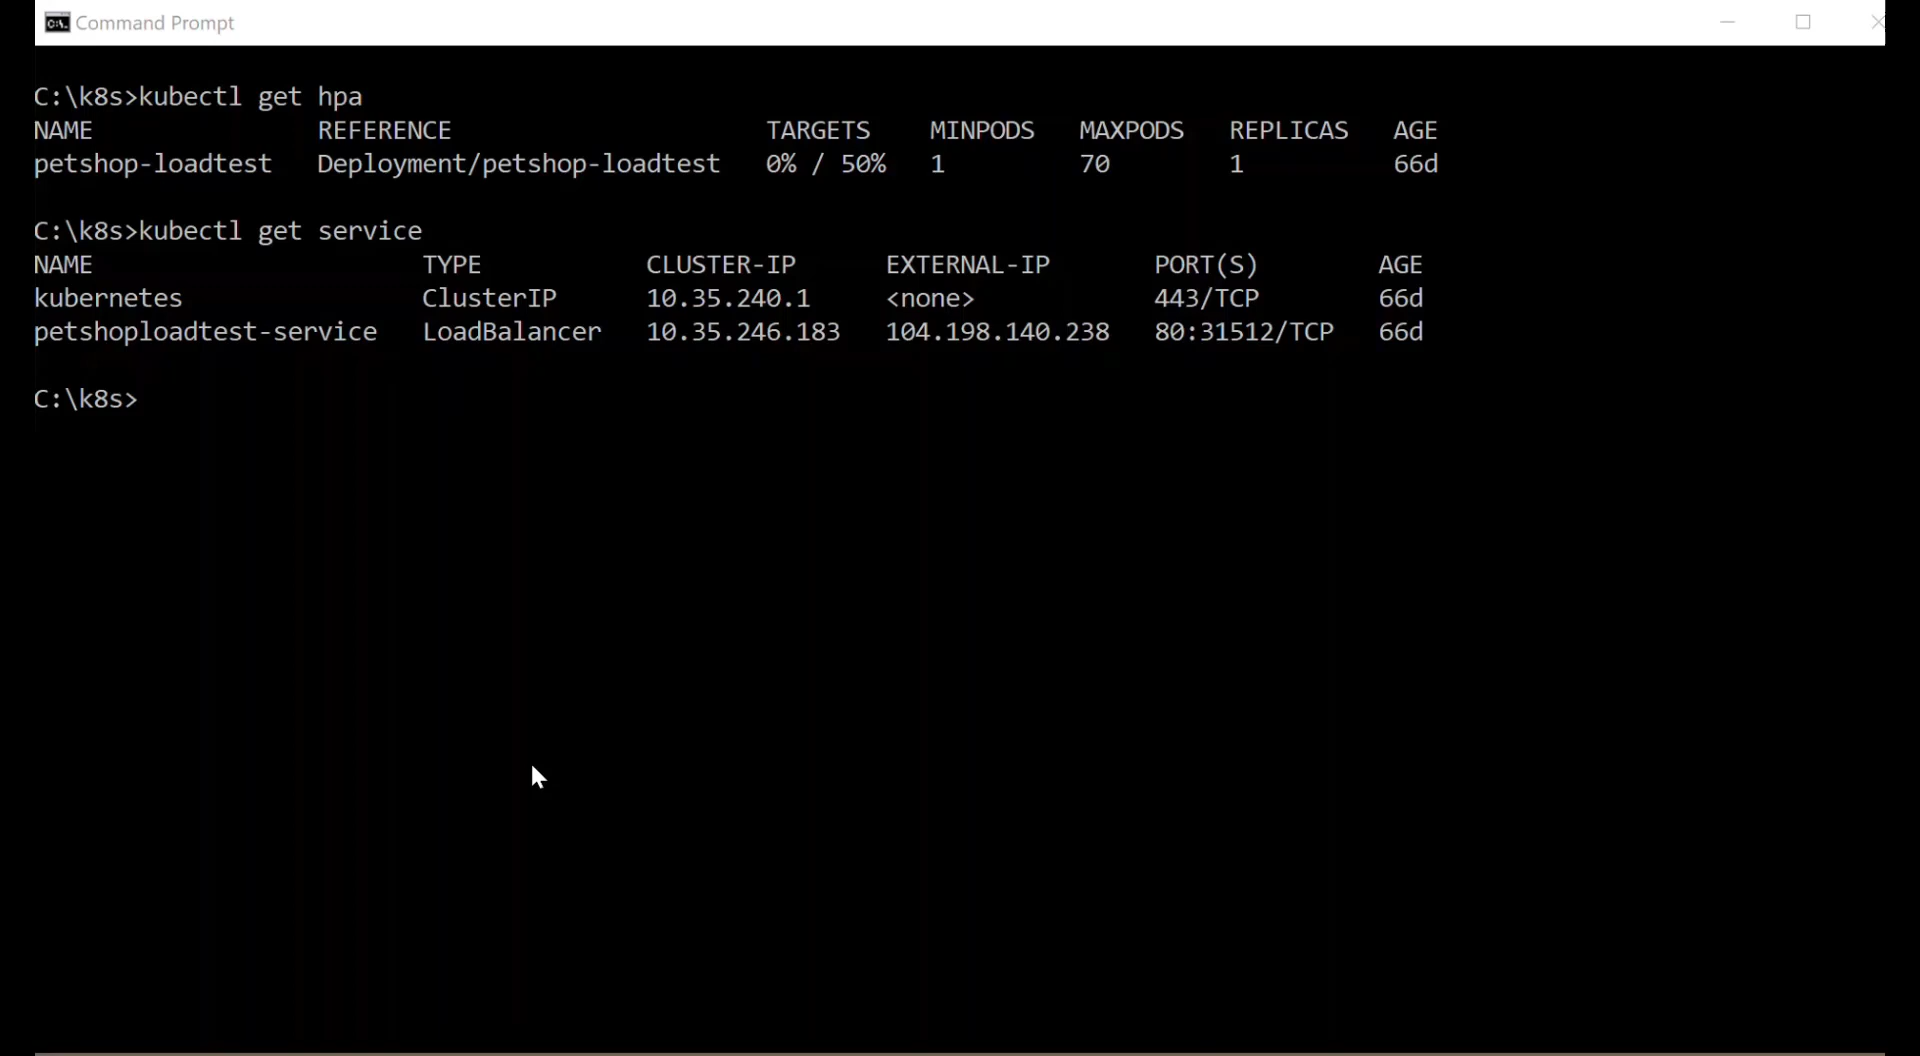 Command Prompt
C:\k8s>kubectl get hpa
NAME REFERENCE TARGETS MINPODS MAXPODS REPLICAS AGE
petshop-loadtest Deployment/petshop-loadtest 0% / 50% 1 70 1 66d
C:\k8s>kubectl get service
NAME TYPE CLUSTER-IP EXTERNAL-IP PORT(S) AGE
kubernetes ClusterIP 10.35.240.1 <none> 443/TCP 66d
petshoploadtest-service LoadBalancer 10.35.246.183 104.198.140.238 80:31512/TCP 66d
C:\k8s>